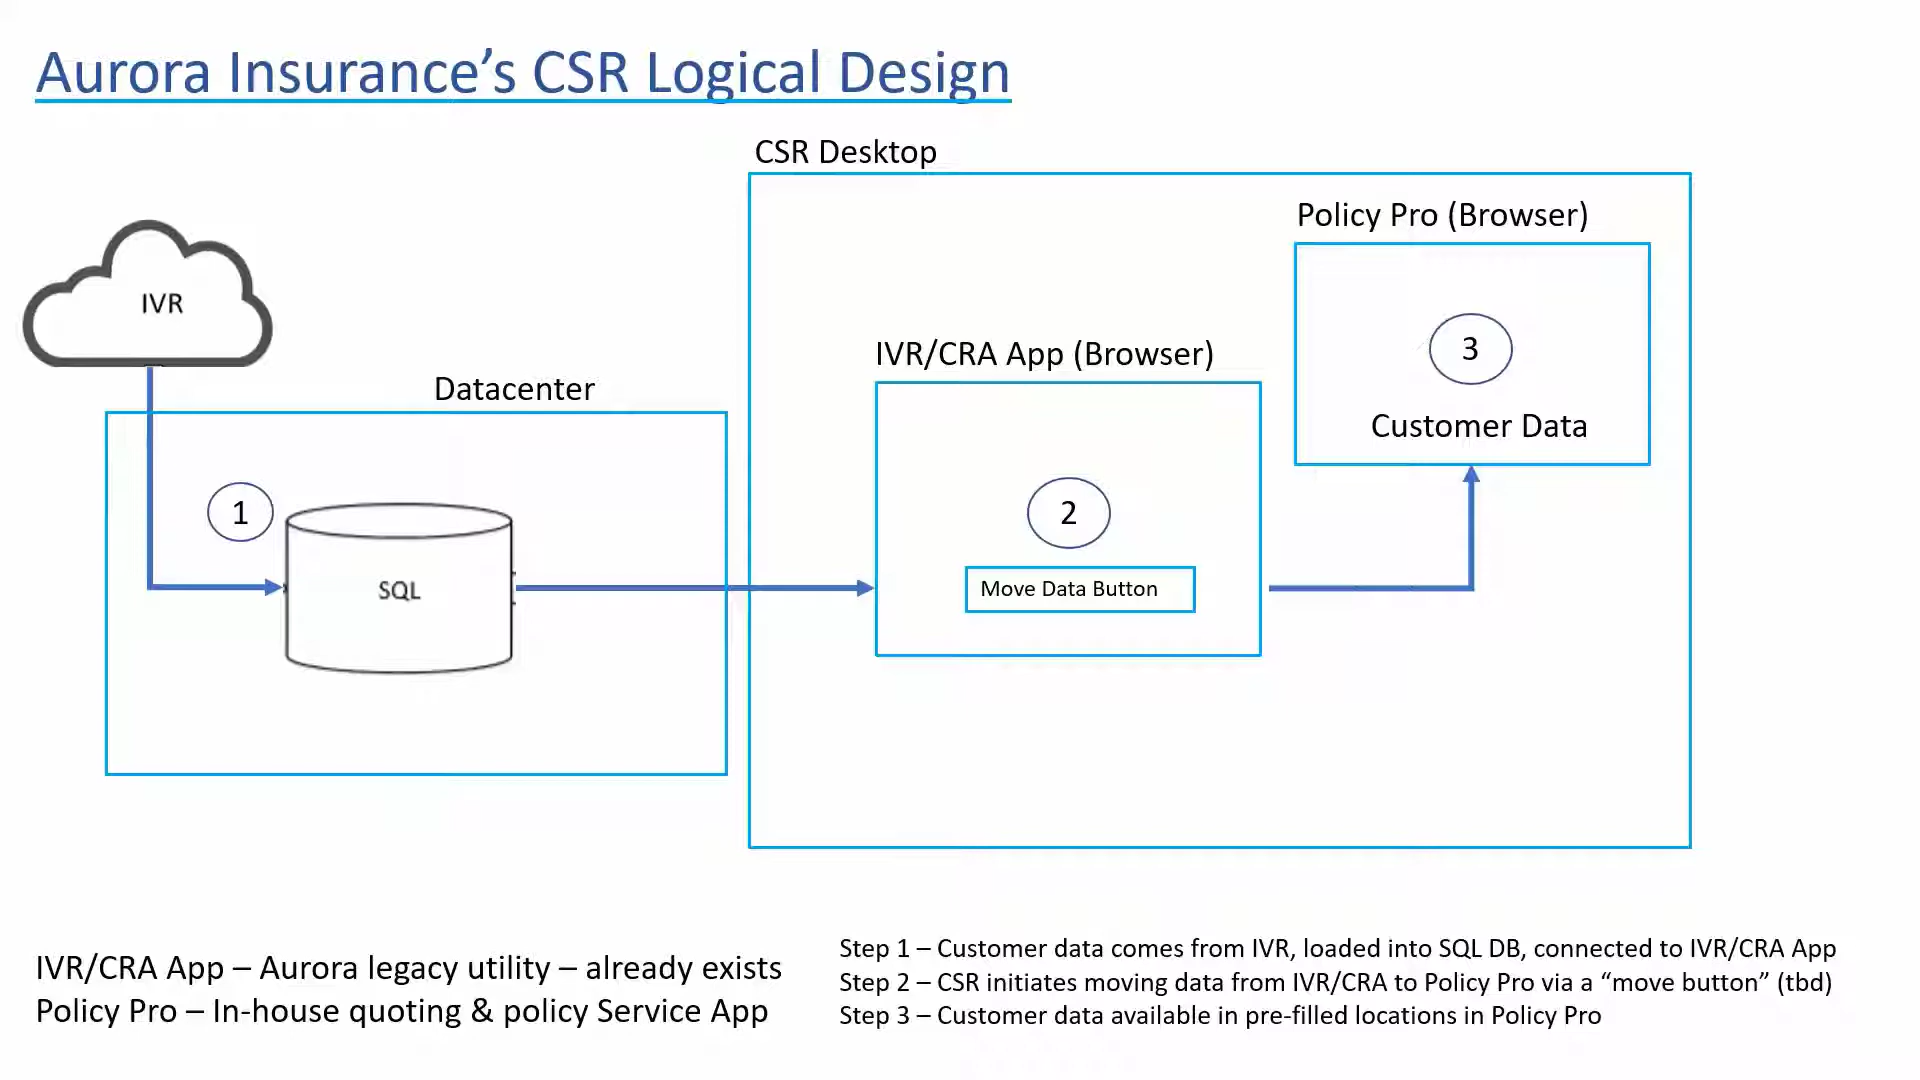 Aurora Insurance’s CSR Logical Design
CSR Desktop
Policy Pro (Browser)
IVR
3
IVR/CRA App (Browser)
Datacenter
Customer Data
1
2
SQL
Move Data Button
IVR/CRA App – Aurora legacy utility – already exists
Policy Pro – In-house quoting & policy Service App
Step 1 – Customer data comes from IVR, loaded into SQL DB, connected to IVR/CRA App
Step 2 – CSR initiates moving data from IVR/CRA to Policy Pro via a “move button” (tbd)
Step 3 – Customer data available in pre-filled locations in Policy Pro